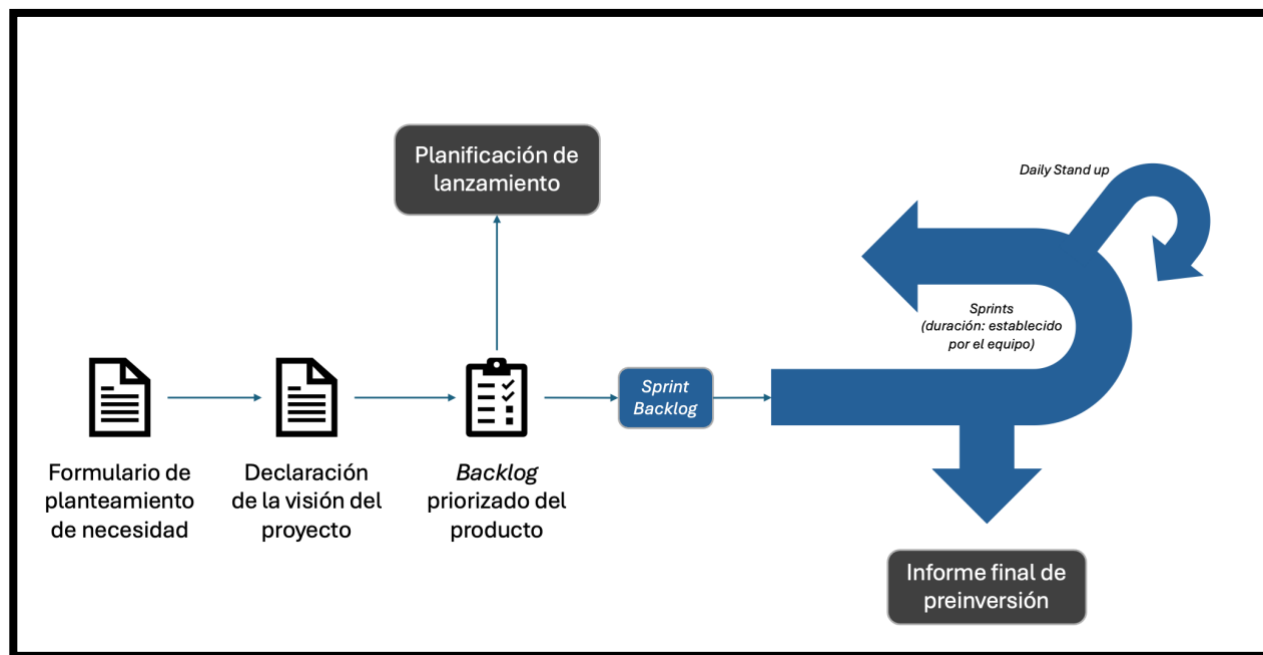 Planificación de
lanzamiento
Daily Stand up
Sprints
(duración: establecido
por el equipo)
Sprint
Backlog
Formulario de
planteamiento
de necesidad
Declaración
de la visión del
proyecto
Backlog
priorizado del
producto
Informe final de
preinversión